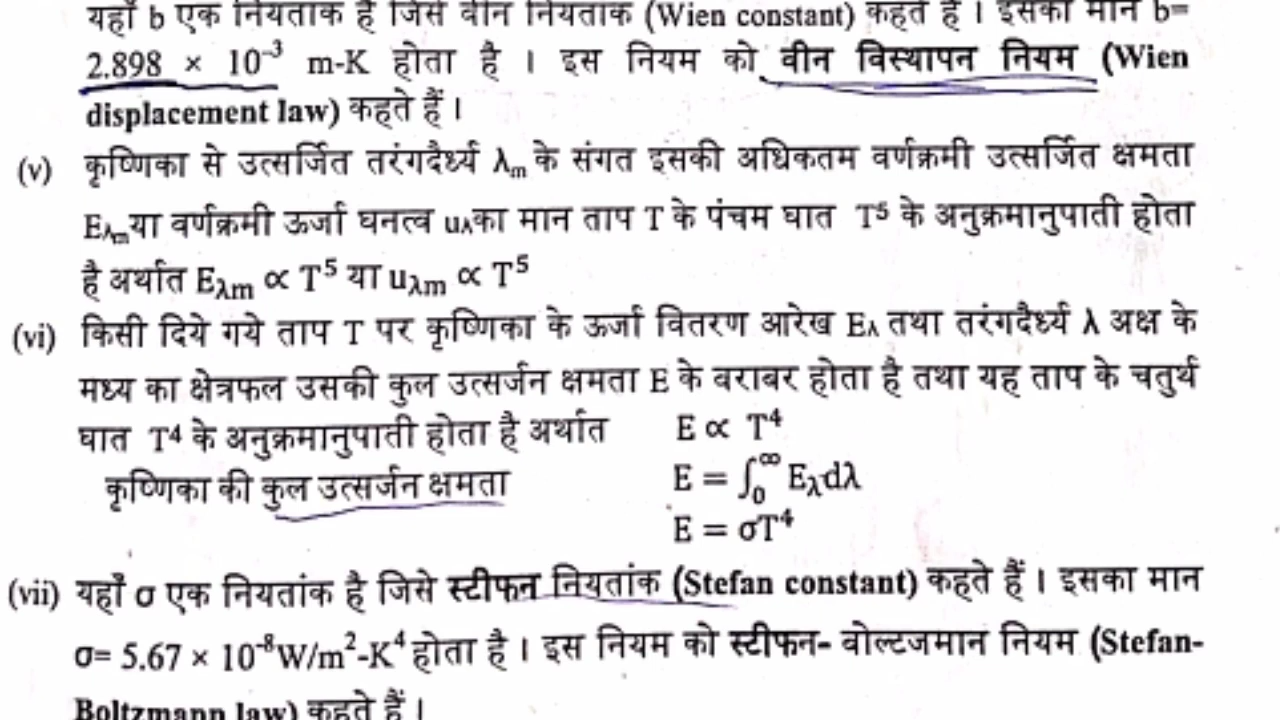 यहाँ b एक नियतांक है जिसे वीन नियतांक (Wien constant) कहते हैं । इसका मान b=
2.898 × 10⁻³ m-K होता है । इस नियम को वीन विस्थापन नियम (Wien
displacement law) कहते हैं ।
(v) कृष्णिका से उत्सर्जित तरंगदैर्ध्य λₘ के संगत इसकी अधिकतम वर्णक्रमी उत्सर्जित क्षमता
Eλₘ या वर्णक्रमी ऊर्जा घनत्व uλ का मान ताप T के पंचम घात T⁵ के अनुक्रमानुपाती होता
है अर्थात E_λm ∝ T⁵ या u_λm ∝ T⁵
(vi) किसी दिये गये ताप T पर कृष्णिका के ऊर्जा वितरण आरेख Eλ तथा तरंगदैर्ध्य λ अक्ष के
मध्य का क्षेत्रफल उसकी कुल उत्सर्जन क्षमता E के बराबर होता है तथा यह ताप के चतुर्थ
घात T⁴ के अनुक्रमानुपाती होता है अर्थात E ∝ T⁴
कृष्णिका की कुल उत्सर्जन क्षमता E = ∫₀^∞ E_λdλ
E = σT⁴
(vii) यहाँ σ एक नियतांक है जिसे स्टीफन नियतांक (Stefan constant) कहते हैं । इसका मान
σ= 5.67 × 10⁻⁸W/m²-K⁴ होता है । इस नियम को स्टीफन- वोल्टजमान नियम (Stefan-
Boltzmann law) कहते हैं ।